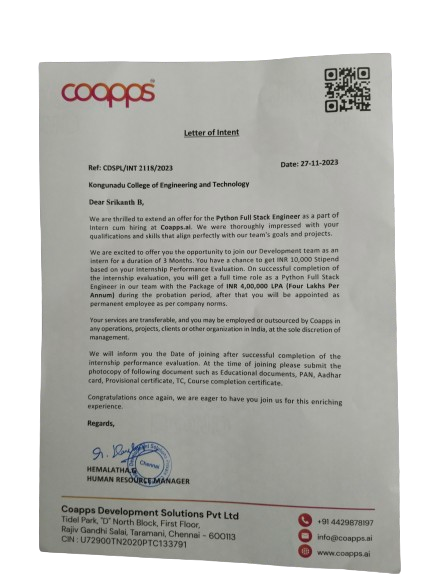 coapps
Letter of Intent
Ref: CDSPL/INT 2118/2023
Date: 27-11-2023
Kongunadu College of Engineering and Technology
Dear Srikanth B,
We are thrilled to extend an offer for the Python Full Stack Engineer as a part of
Intern cum hiring at Coapps.ai. We were thoroughly impressed with your
qualifications and skills that align perfectly with our team's goals and projects.
We are excited to offer you the opportunity to join our Development team as an
intern for a duration of 3 Months. You have a chance to get INR 10,000 Stipend
based on your Internship Performance Evaluation. On successful completion of
the internship evaluation, you will get a full time role as a Python Full Stack
Engineer in our team with the Package of INR 4,00,000 LPA (Four Lakhs Per
Annum) during the probation period, after that you will be appointed as
permanent employee as per company norms.
Your services are transferable, and you may be employed or outsourced by Coapps in
any operations, projects, clients or other organization in India, at the sole discretion of
management.
We will inform you the Date of joining after successful completion of the
internship performance evaluation. At the time of joining please submit the
photocopy of following document such as Educational documents, PAN, Aadhar
card, Provisional certificate, TC, Course completion certificate.
Congratulations once again, we are eager to have you join us for this enriching
experience.
Regards,
Chennai
HEMALATHA.G
HUMAN RESOURCE MANAGER
Coapps Development Solutions Pvt Ltd
Tidel Park, "D" North Block, First Floor,
Rajiv Gandhi Salai, Taramani, Chennai - 600113
CIN : U72900TN2020PTC133791
+91 4429878197
info@coapps.ai
www.coapps.ai